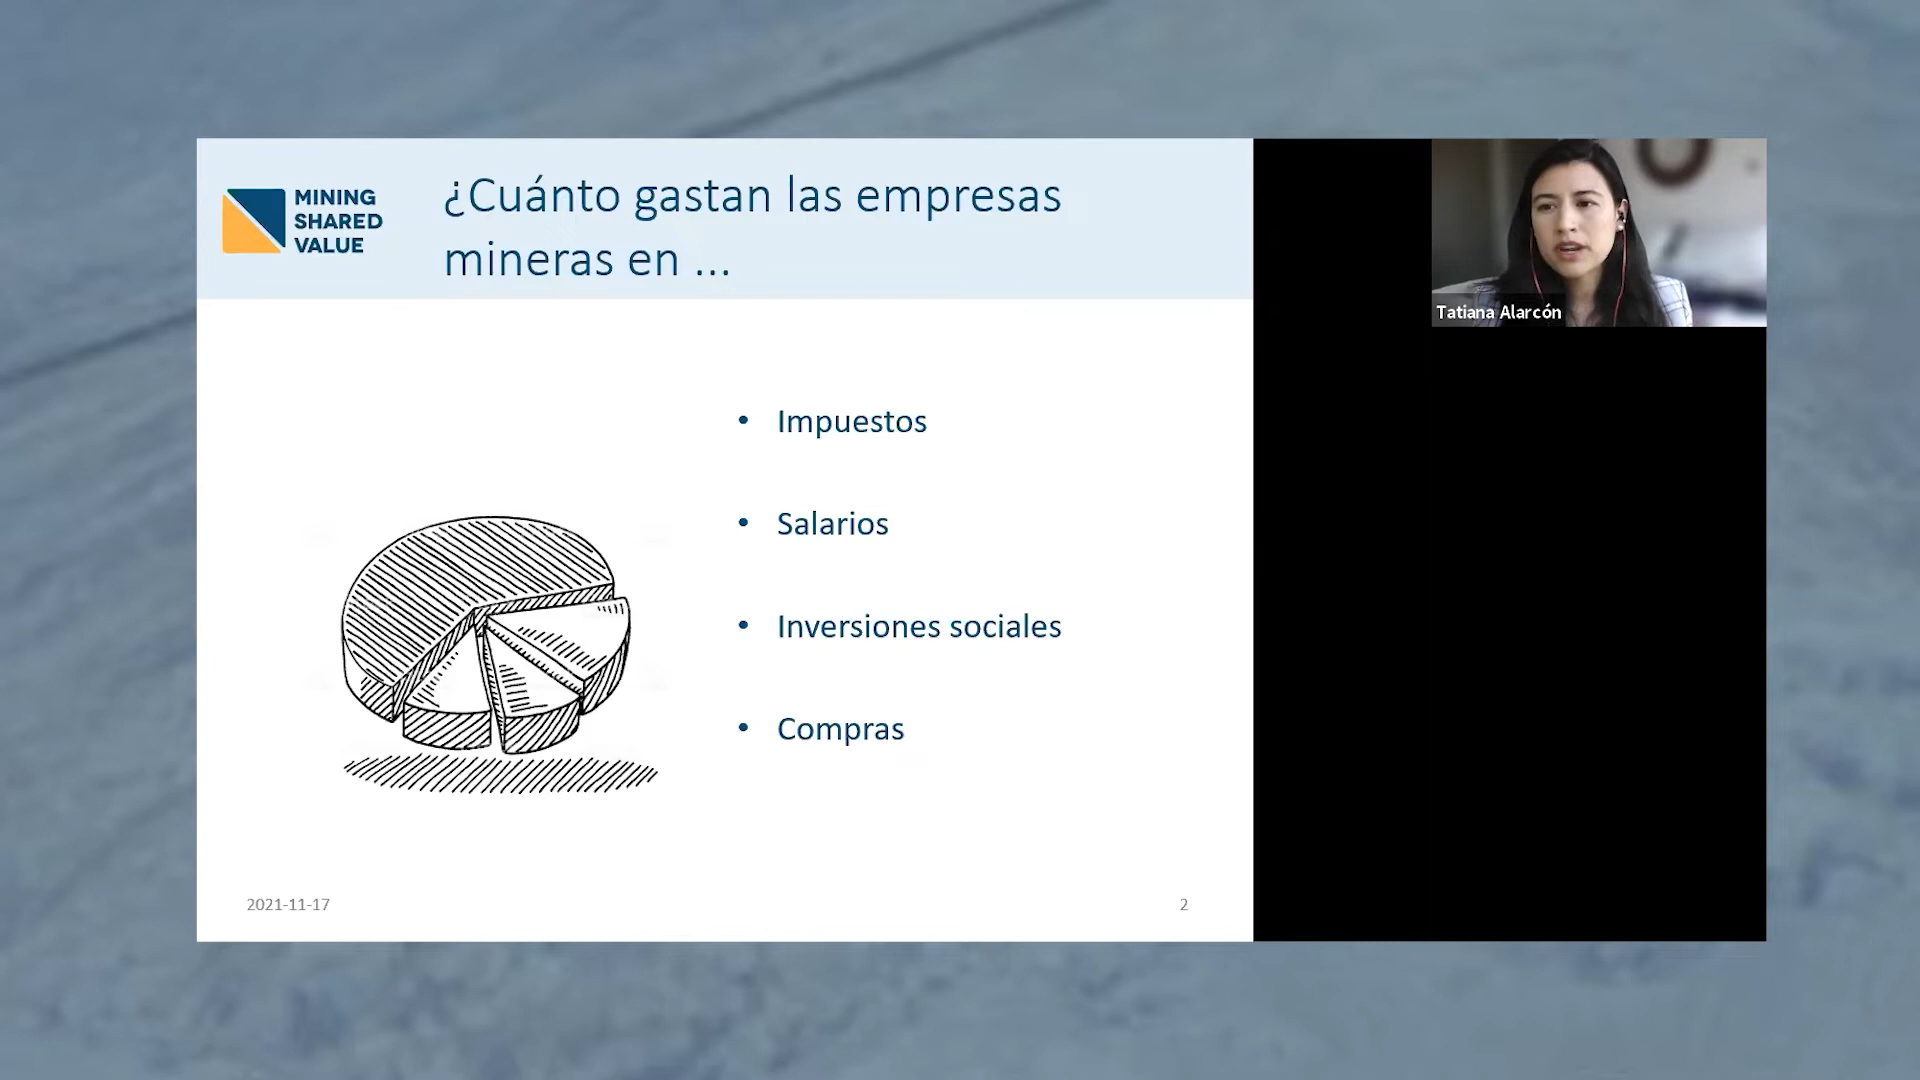 MINING
SHARED
VALUE
¿Cuánto gastan las empresas
mineras en ...
• Impuestos
• Salarios
• Inversiones sociales
• Compras
2021-11-17
2
Tatiana Alarcón